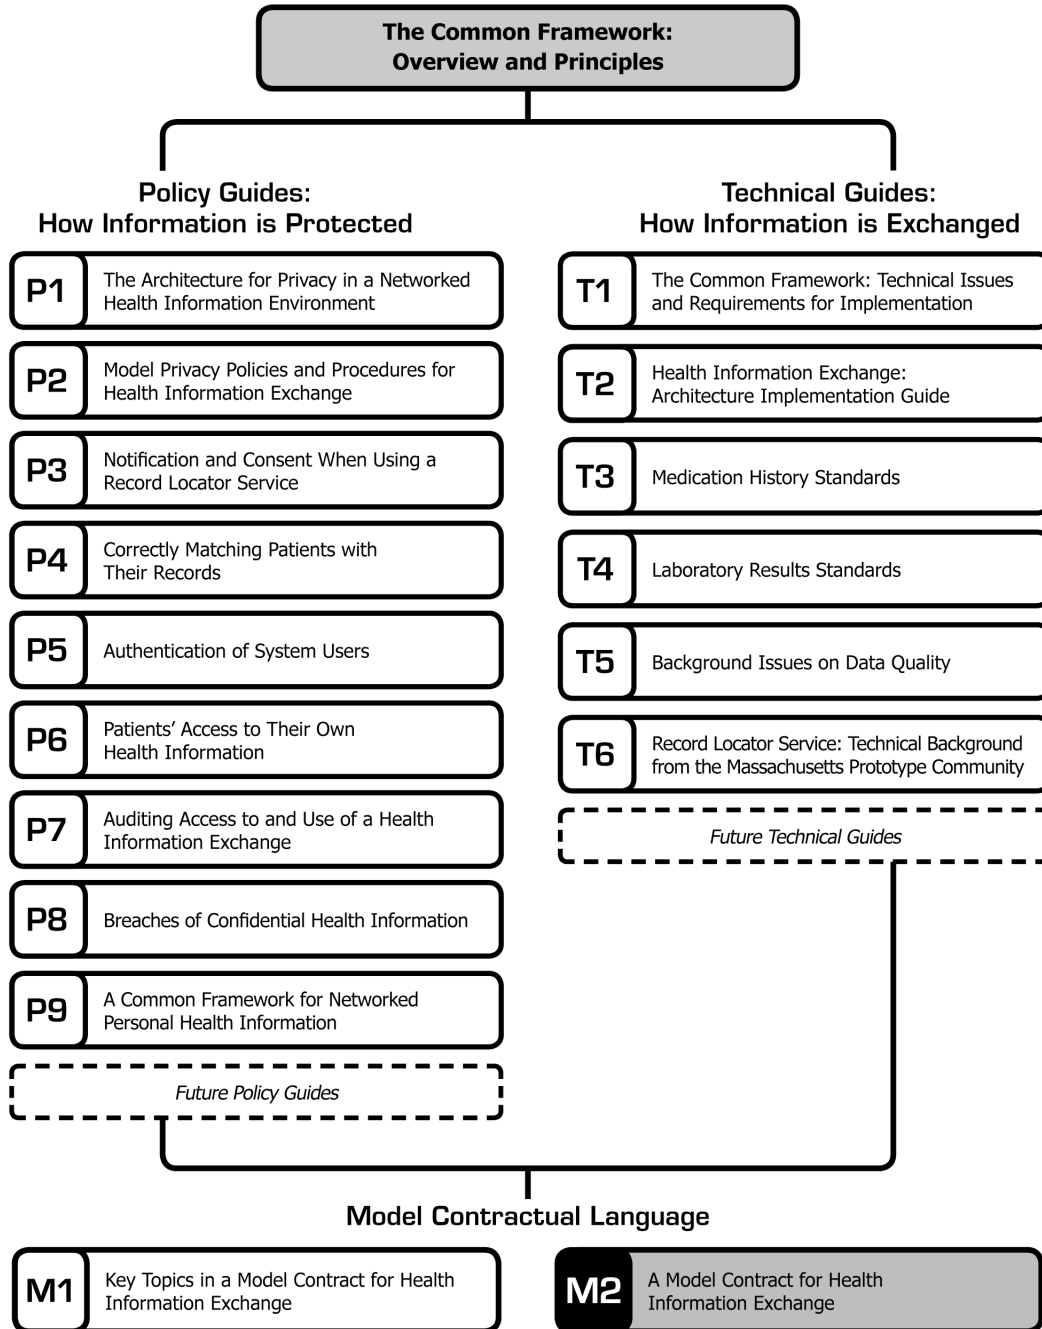 The Common Framework:
Overview and Principles
Policy Guides:
How Information is Protected
P1
The Architecture for Privacy in a Networked
Health Information Environment
P2
Model Privacy Policies and Procedures for
Health Information Exchange
P3
Notification and Consent When Using a
Record Locator Service
P4
Correctly Matching Patients with
Their Records
P5
Authentication of System Users
P6
Patients’ Access to Their Own
Health Information
P7
Auditing Access to and Use of a Health
Information Exchange
P8
Breaches of Confidential Health Information
P9
A Common Framework for Networked
Personal Health Information
Future Policy Guides
Technical Guides:
How Information is Exchanged
T1
The Common Framework: Technical Issues
and Requirements for Implementation
T2
Health Information Exchange:
Architecture Implementation Guide
T3
Medication History Standards
T4
Laboratory Results Standards
T5
Background Issues on Data Quality
T6
Record Locator Service: Technical Background
from the Massachusetts Prototype Community
Future Technical Guides
Model Contractual Language
M1
Key Topics in a Model Contract for Health
Information Exchange
M2
A Model Contract for Health
Information Exchange